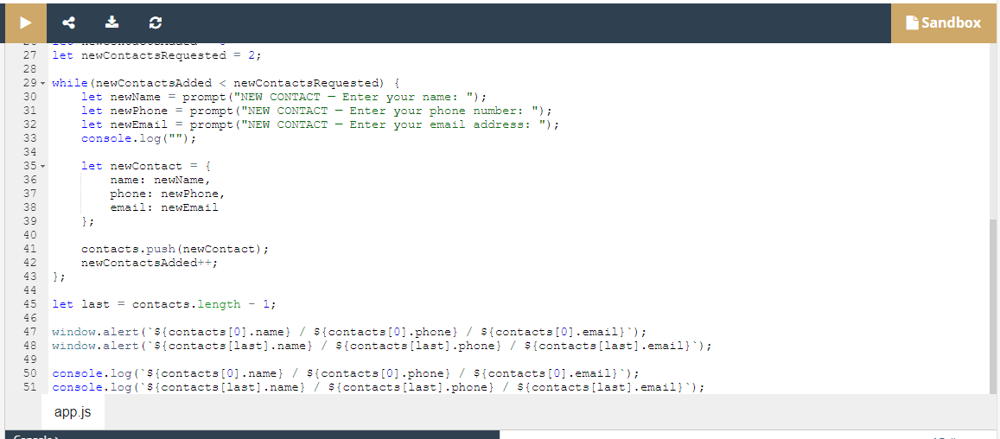 Sandbox
27 let newContactsRequested = 2;
28
29 while(newContactsAdded < newContactsRequested) {
30 let newName = prompt("NEW CONTACT — Enter your name: ");
31 let newPhone = prompt("NEW CONTACT — Enter your phone number: ");
32 let newEmail = prompt("NEW CONTACT — Enter your email address: ");
33 console.log("");
34
35 let newContact = {
36 name: newName,
37 phone: newPhone,
38 email: newEmail
39 };
40
41 contacts.push(newContact);
42 newContactsAdded++;
43 };
44
45 let last = contacts.length - 1;
46
47 window.alert(`${contacts[0].name} / ${contacts[0].phone} / ${contacts[0].email}`);
48 window.alert(`${contacts[last].name} / ${contacts[last].phone} / ${contacts[last].email}`);
49
50 console.log(`${contacts[0].name} / ${contacts[0].phone} / ${contacts[0].email}`);
51 console.log(`${contacts[last].name} / ${contacts[last].phone} / ${contacts[last].email}`);
app.js